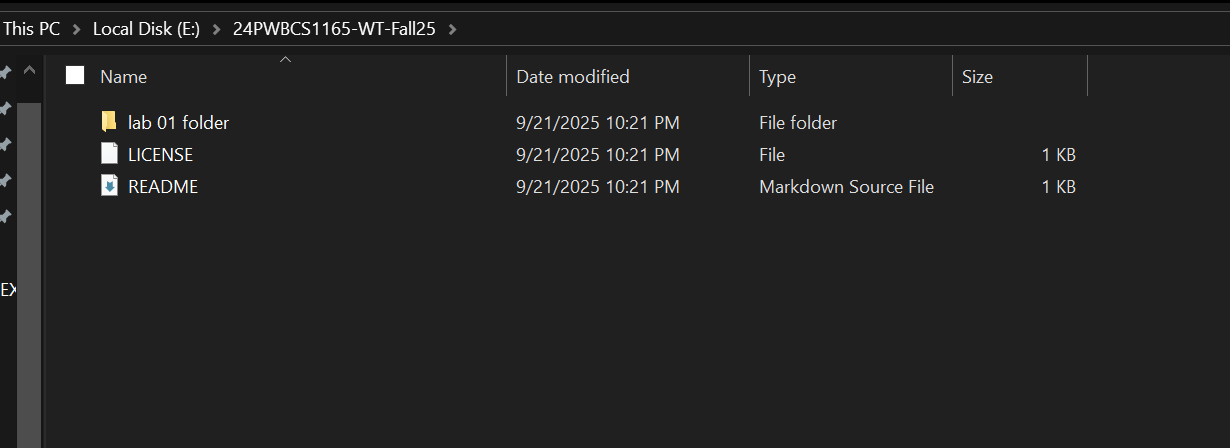 This PC > Local Disk (E:) > 24PWBCS1165-WT-Fall25 >
Name Date modified Type Size
lab 01 folder 9/21/2025 10:21 PM File folder
LICENSE 9/21/2025 10:21 PM File 1 KB
README 9/21/2025 10:21 PM Markdown Source File 1 KB
EX